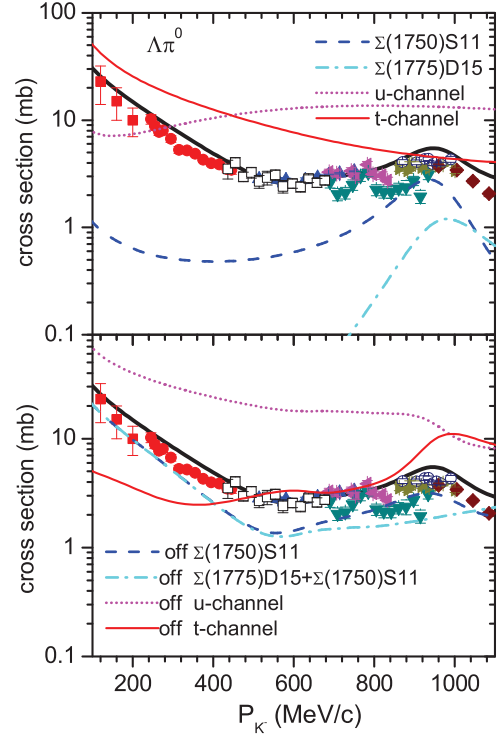 100
Λπ⁰
Σ(1750)S11
Σ(1775)D15
u-channel
t-channel
10
1
0.1
cross section (mb)
10
1
0.1
cross section (mb)
off Σ(1750)S11
off Σ(1775)D15+Σ(1750)S11
off u-channel
off t-channel
200 400 600 800 1000
P_K⁻ (MeV/c)